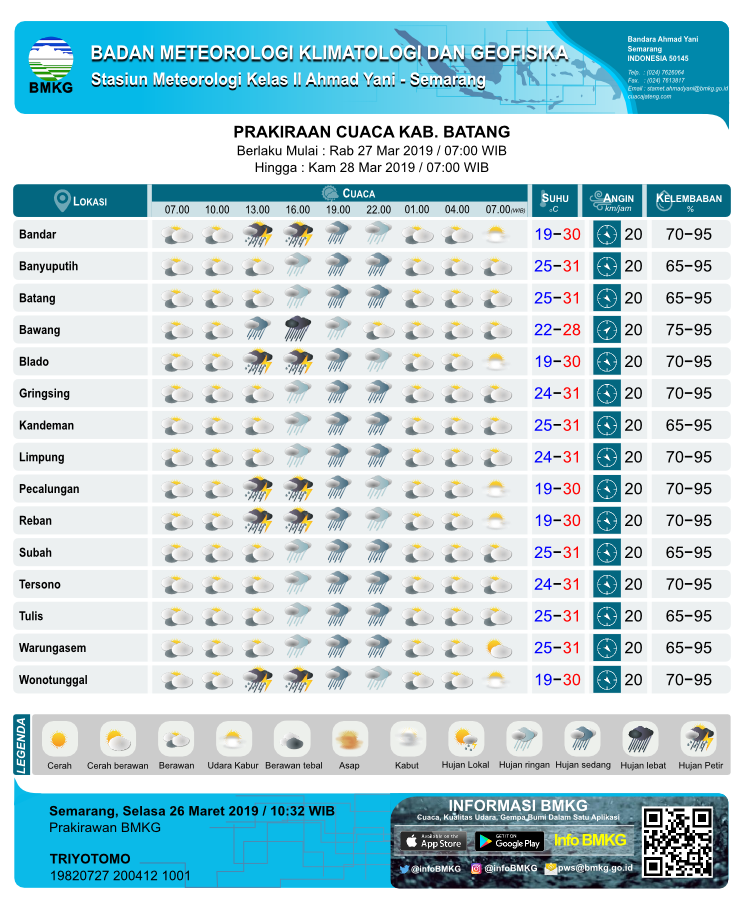 BMKG
BADAN METEOROLOGI KLIMATOLOGI DAN GEOFISIKA
Stasiun Meteorologi Kelas II Ahmad Yani - Semarang
Bandara Ahmad Yani
Semarang
INDONESIA 50145
Telp. : (024) 7626064
Fax. : (024) 7613817
Email : stamet.ahmadyani@bmkg.go.id
cuacajateng.com
PRAKIRAAN CUACA KAB. BATANG
Berlaku Mulai : Rab 27 Mar 2019 / 07:00 WIB
Hingga : Kam 28 Mar 2019 / 07:00 WIB
LOKASI CUACA SUHU °C ANGIN km/jam KELEMBABAN %
07.00 10.00 13.00 16.00 19.00 22.00 01.00 04.00 07.00 (WIB)
Bandar 19-30 20 70-95
Banyuputih 25-31 20 65-95
Batang 25-31 20 65-95
Bawang 22-28 20 75-95
Blado 19-30 20 70-95
Gringsing 24-31 20 70-95
Kandeman 25-31 20 65-95
Limpung 24-31 20 70-95
Pecalungan 19-30 20 70-95
Reban 19-30 20 70-95
Subah 25-31 20 65-95
Tersono 24-31 20 70-95
Tulis 25-31 20 65-95
Warungasem 25-31 20 65-95
Wonotunggal 19-30 20 70-95
LEGENDA
Cerah Cerah berawan Berawan Udara Kabur Berawan tebal Asap Kabut Hujan Lokal Hujan ringan Hujan sedang Hujan lebat Hujan Petir
Semarang, Selasa 26 Maret 2019 / 10:32 WIB
Prakirawan BMKG
TRIYOTOMO
19820727 200412 1001
INFORMASI BMKG
Cuaca, Kualitas Udara, Gempa Bumi Dalam Satu Aplikasi
Available on the App Store GET IT ON Google Play Info BMKG
@infoBMKG @infoBMKG pws@bmkg.go.id